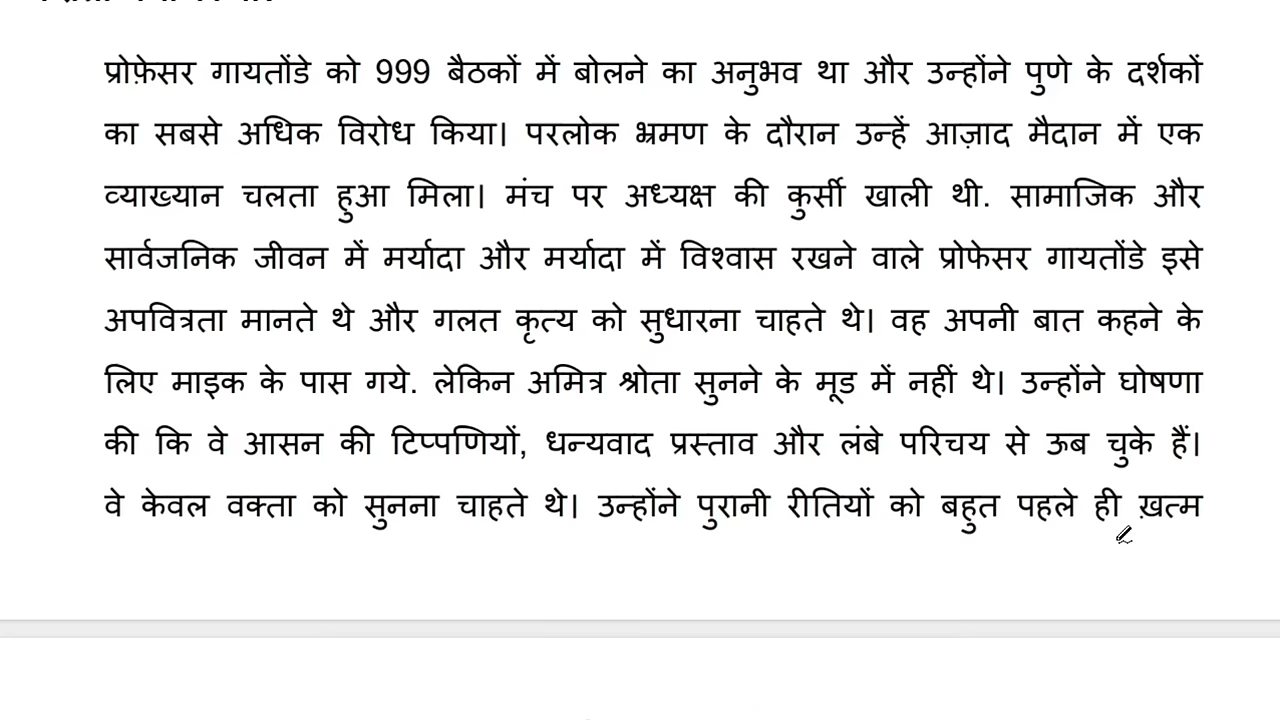 प्रोफ़ेसर गायतोंडे को 999 बैठकों में बोलने का अनुभव था और उन्होंने पुणे के दर्शकों
का सबसे अधिक विरोध किया। परलोक भ्रमण के दौरान उन्हें आज़ाद मैदान में एक
व्याख्यान चलता हुआ मिला। मंच पर अध्यक्ष की कुर्सी खाली थी. सामाजिक और
सार्वजनिक जीवन में मर्यादा और मर्यादा में विश्वास रखने वाले प्रोफेसर गायतोंडे इसे
अपवित्रता मानते थे और गलत कृत्य को सुधारना चाहते थे। वह अपनी बात कहने के
लिए माइक के पास गये. लेकिन अमित्र श्रोता सुनने के मूड में नहीं थे। उन्होंने घोषणा
की कि वे आसन की टिप्पणियों, धन्यवाद प्रस्ताव और लंबे परिचय से ऊब चुके हैं।
वे केवल वक्ता को सुनना चाहते थे। उन्होंने पुरानी रीतियों को बहुत पहले ही ख़त्म